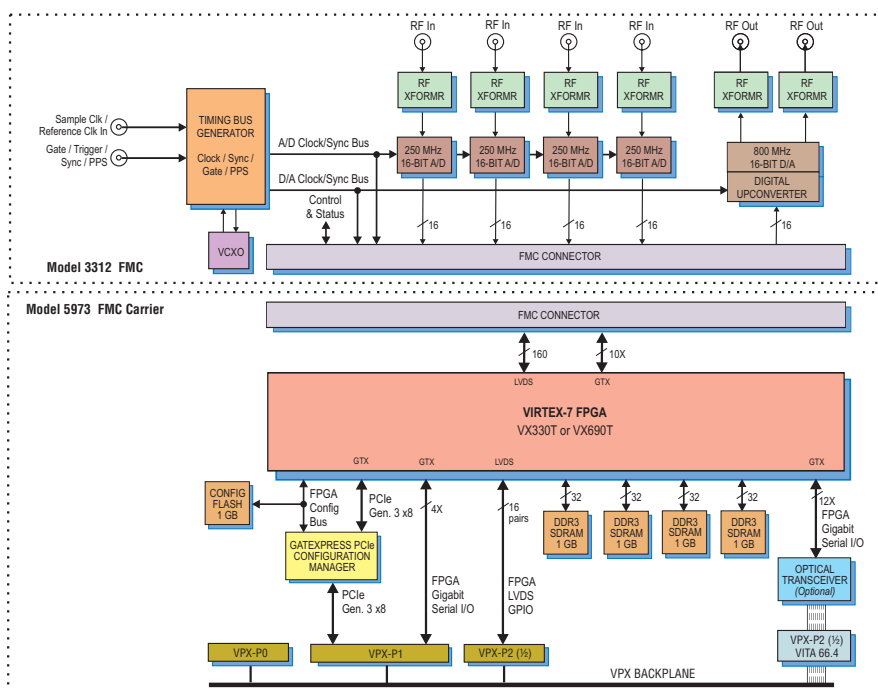 RF In
RF In
RF In
RF In
RF Out
RF Out
RF
XFORMR
RF
XFORMR
RF
XFORMR
RF
XFORMR
RF
XFORMR
RF
XFORMR
Sample Clk /
Reference Clk In
Gate / Trigger /
Sync / PPS
TIMING BUS
GENERATOR
Clock / Sync /
Gate / PPS
A/D Clock/Sync Bus
250 MHz
16-BIT A/D
250 MHz
16-BIT A/D
250 MHz
16-BIT A/D
250 MHz
16-BIT A/D
800 MHz
16-BIT D/A
DIGITAL
UPCONVERTER
D/A Clock/Sync Bus
Control
& Status
16
16
16
16
16
VCXO
FMC CONNECTOR
Model 3312 FMC
Model 5973 FMC Carrier
FMC CONNECTOR
160
10X
LVDS
GTX
VIRTEX-7 FPGA
VX330T or VX690T
GTX
GTX
LVDS
GTX
CONFIG
FLASH
1 GB
FPGA
Config
Bus
PCIe
Gen. 3 x8
4X
16
pairs
32
32
32
32
12X
FPGA
Gigabit
Serial I/O
DDR3
SDRAM
1 GB
DDR3
SDRAM
1 GB
DDR3
SDRAM
1 GB
DDR3
SDRAM
1 GB
GATEXPRESS PCIe
CONFIGURATION
MANAGER
OPTICAL
TRANSCEIVER
(Optional)
PCIe
Gen. 3 x8
FPGA
Gigabit
Serial I/O
FPGA
LVDS
GPIO
VPX-P0
VPX-P1
VPX-P2 (½)
VPX-P2 (½)
VITA 66.4
VPX BACKPLANE